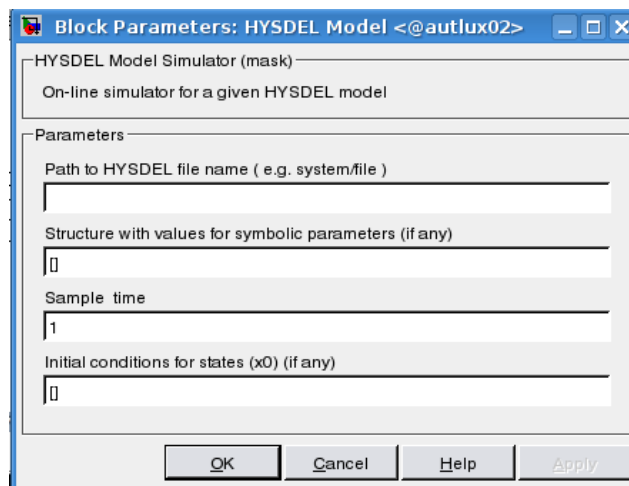 Block Parameters: HYSDEL Model <@autlux02>
HYSDEL Model Simulator (mask)
On-line simulator for a given HYSDEL model
Parameters
Path to HYSDEL file name ( e.g. system/file )
Structure with values for symbolic parameters (if any)
[]
Sample time
1
Initial conditions for states (x0) (if any)
[]
OK Cancel Help Apply